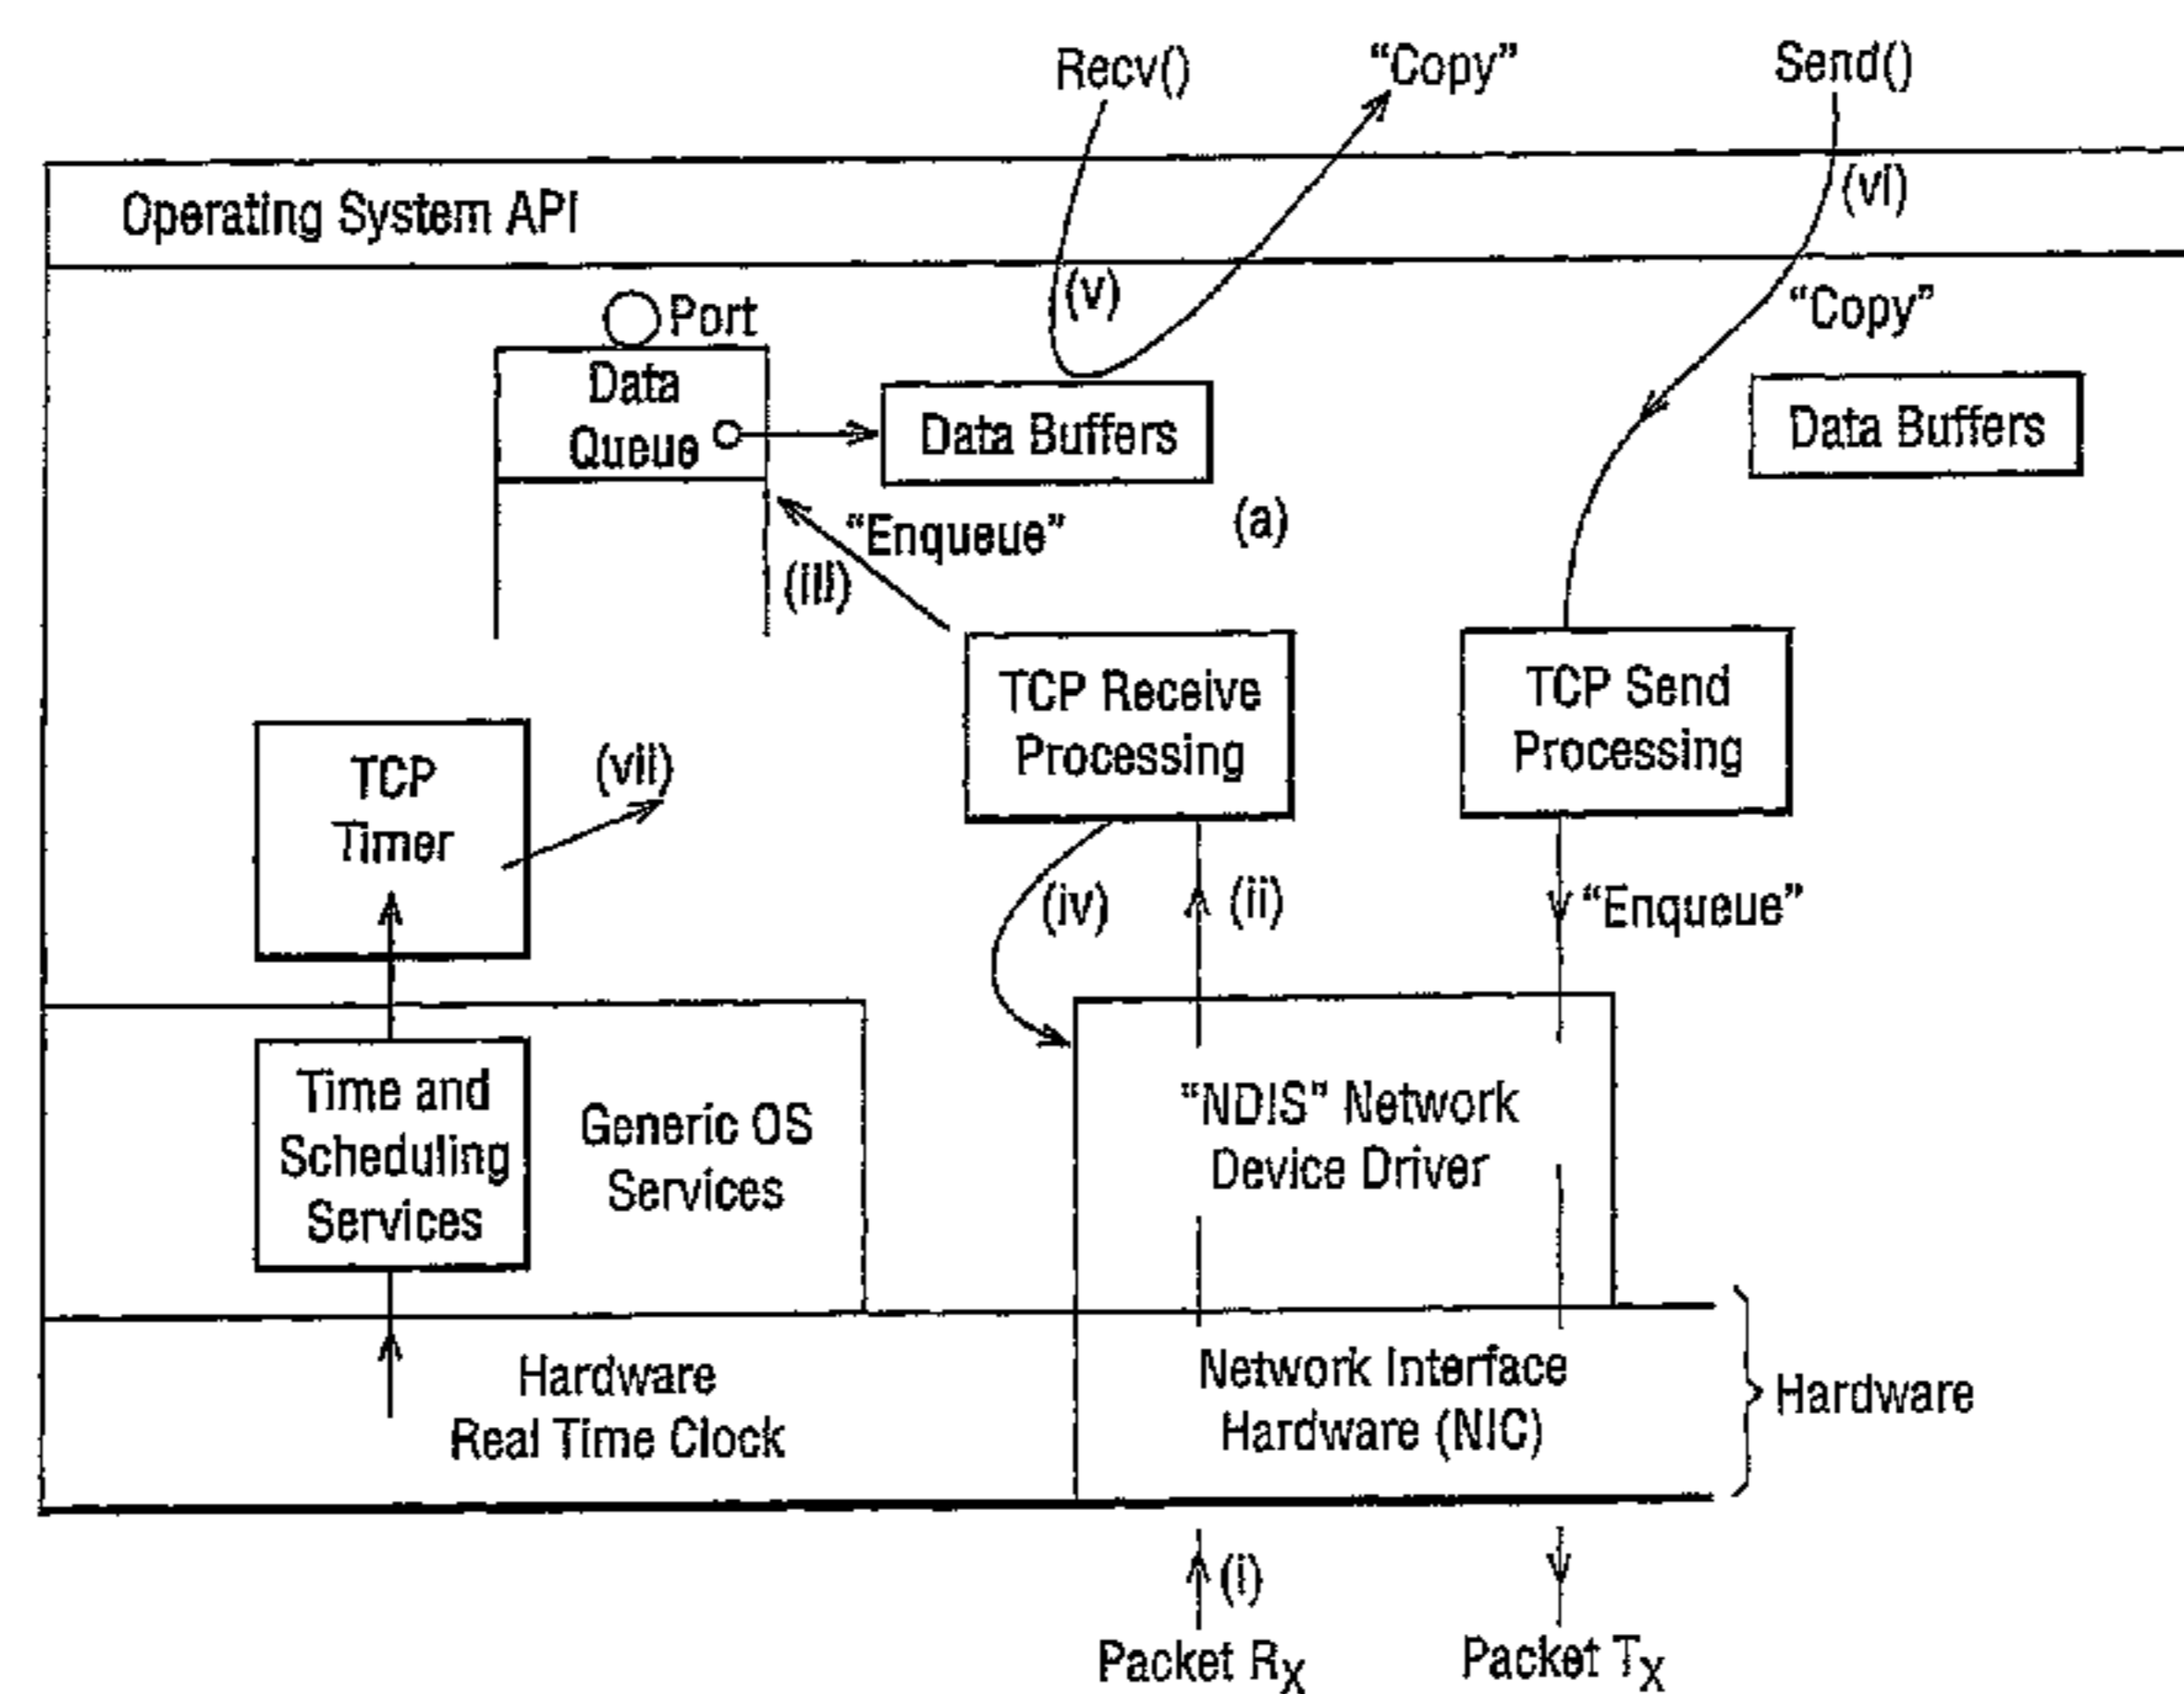 Recv()
“Copy”
Send()
Operating System API
(vi)
(v)
“Copy”
Port
Data
Queue
Data Buffers
Data Buffers
“Enqueue”
(a)
(iii)
TCP Receive
Processing
TCP Send
Processing
TCP
Timer
(vii)
(iv)
(ii)
“Enqueue”
Time and
Scheduling
Services
Generic OS
Services
“NDIS” Network
Device Driver
Hardware
Real Time Clock
Network Interface
Hardware (NIC)
Hardware
(i)
Packet RX
Packet TX